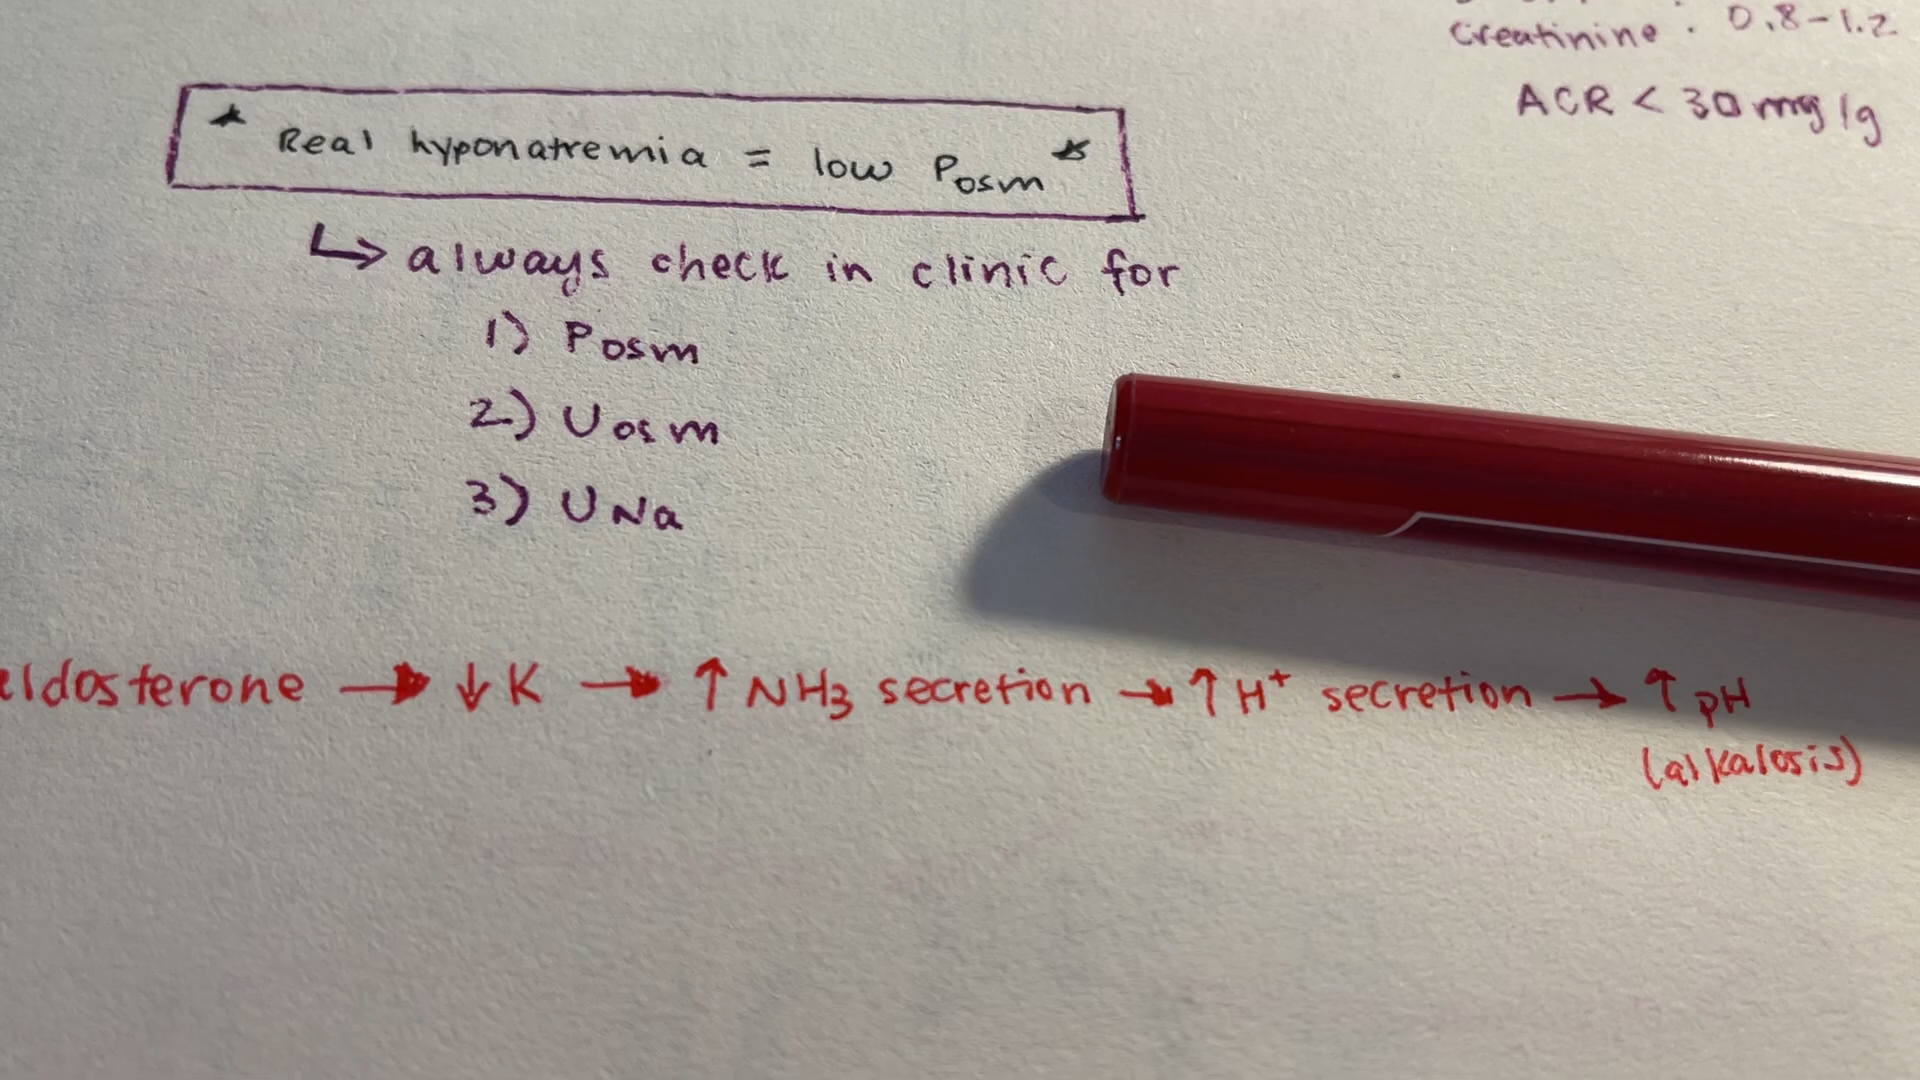 Creatinine : 0.8-1.2
ACR < 30 mg/g
* Real hyponatremia = low Posm *
↳ always check in clinic for
1) Posm
2) Uosm
3) UNa
aldosterone → ↓ K → ↑ NH3 secretion → ↑ H+ secretion → ↑ pH
(alkalosis)